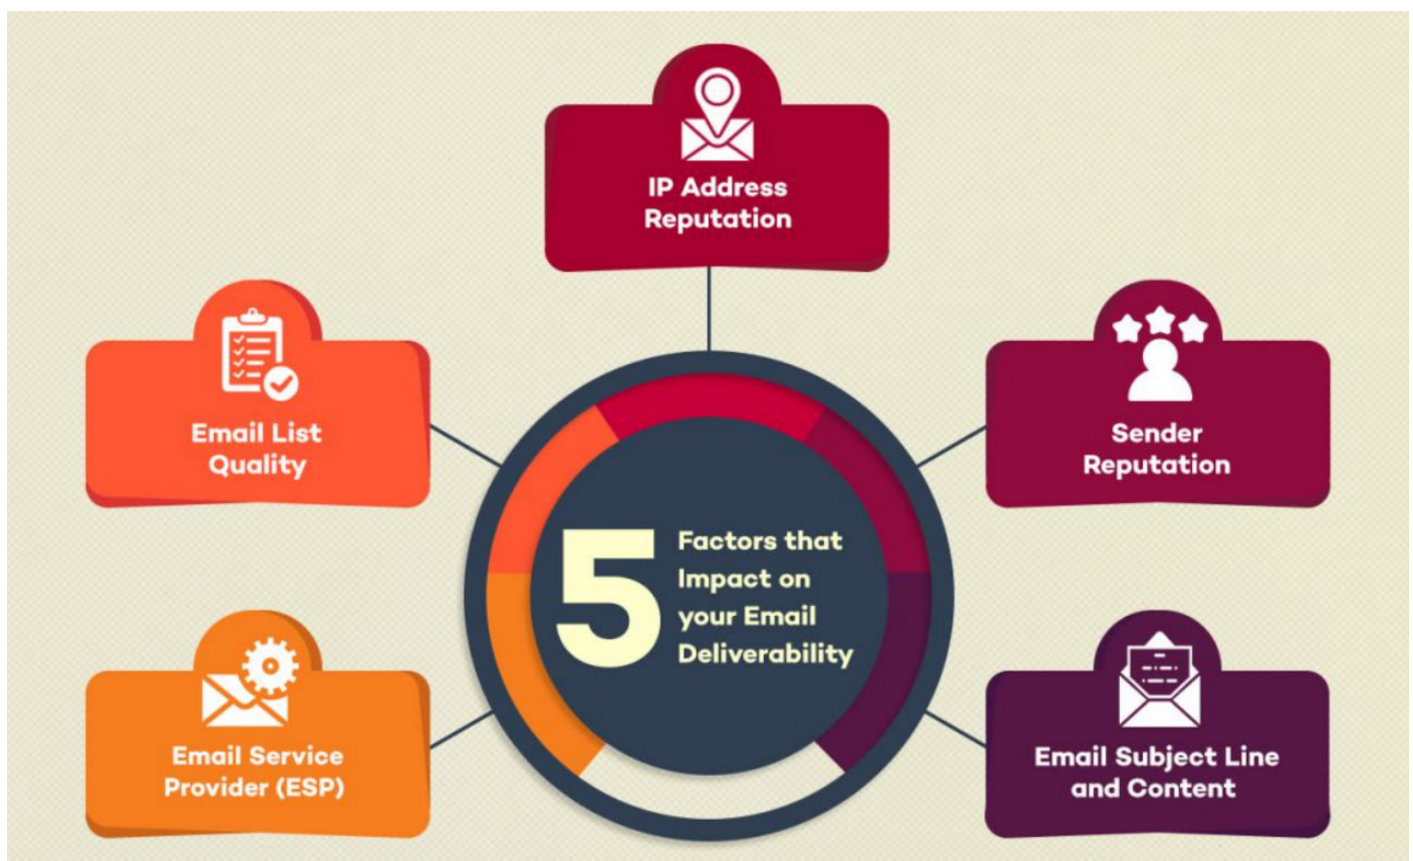 IP Address
Reputation
Email List
Quality
Sender
Reputation
5
Factors that
Impact on
your Email
Deliverability
Email Service
Provider (ESP)
Email Subject Line
and Content